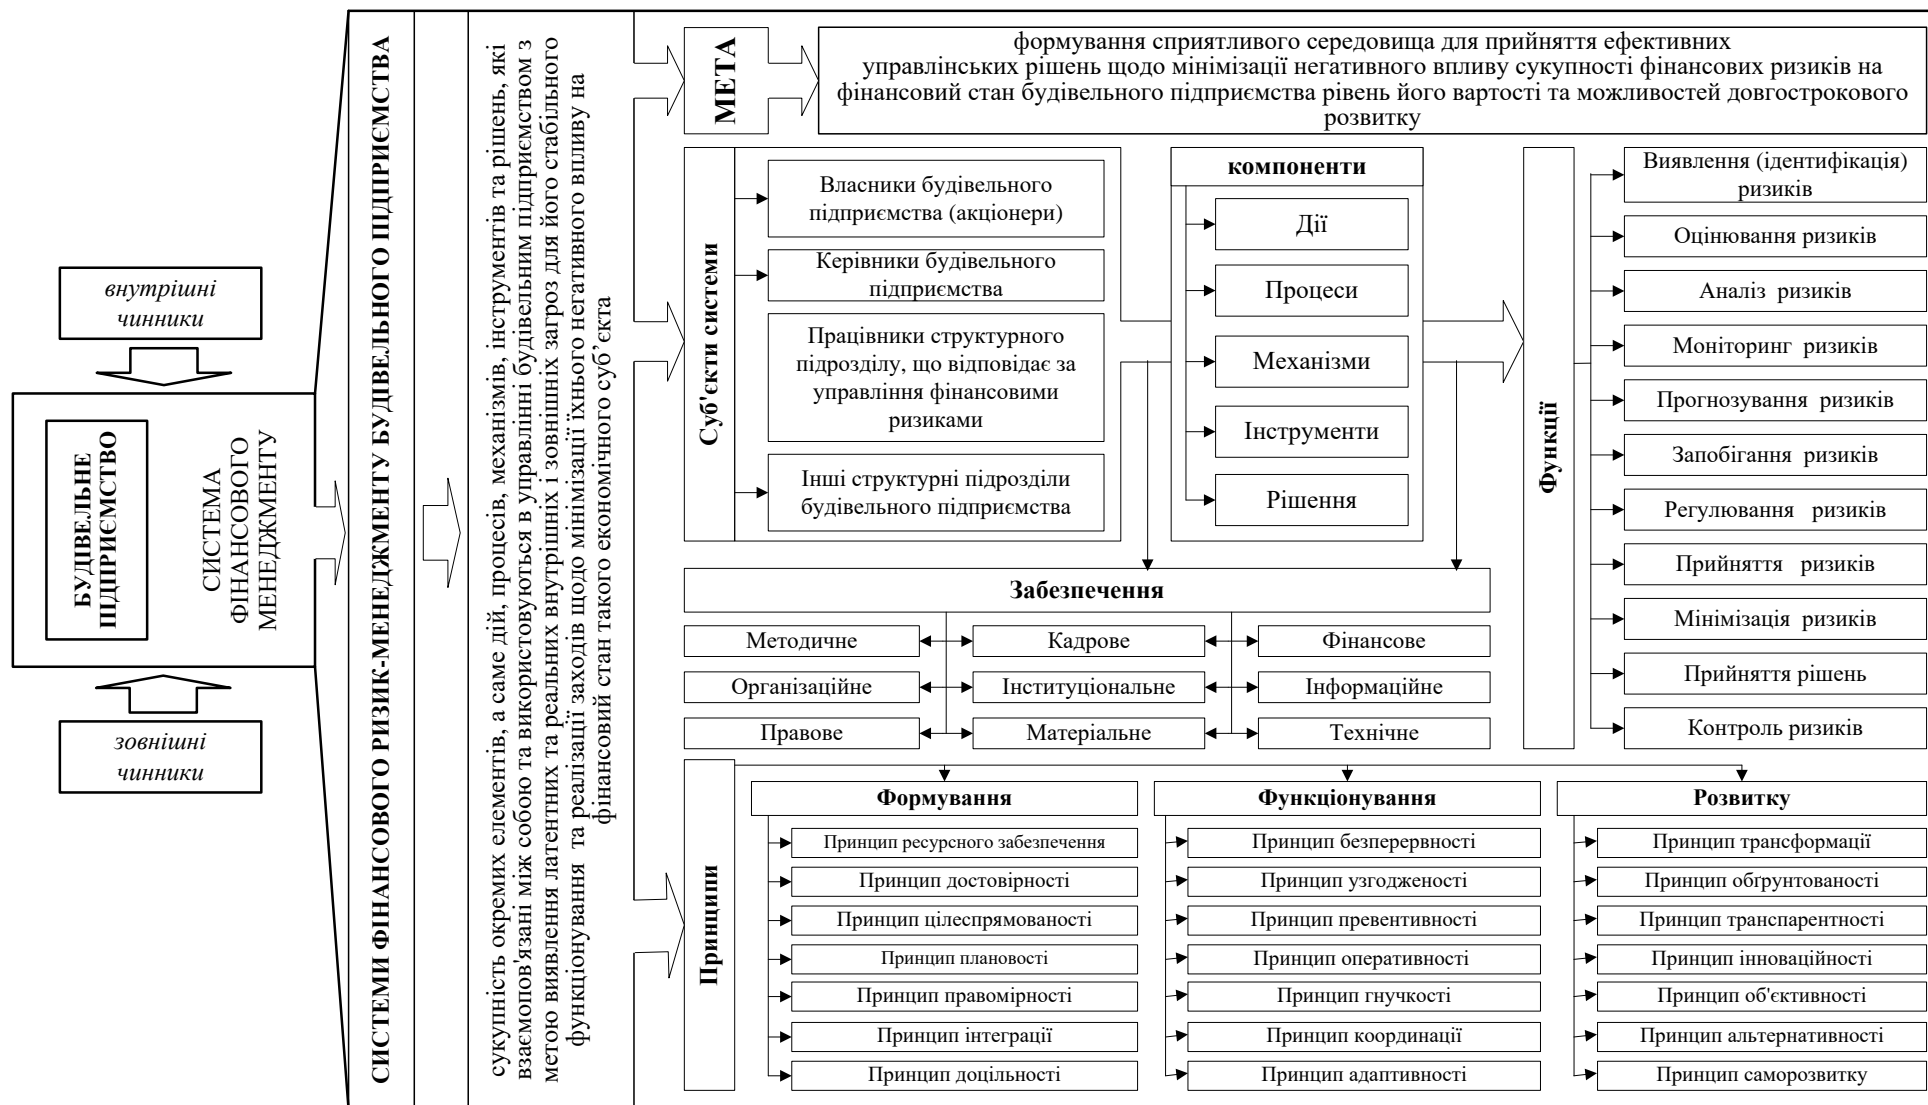 внутрішні
чинники
БУДІВЕЛЬНЕ
ПІДПРИЄМСТВО
СИСТЕМА
ФІНАНСОВОГО
МЕНЕДЖМЕНТУ
зовнішні
чинники
СИСТЕМИ ФІНАНСОВОГО РИЗИК-МЕНЕДЖМЕНТУ БУДІВЕЛЬНОГО ПІДПРИЄМСТВА
сукупність окремих елементів, а саме дій, процесів, механізмів, інструментів та рішень, які
взаємопов'язані між собою та використовуються в управлінні будівельним підприємством з
метою виявлення латентних та реальних внутрішніх і зовнішніх загроз для його стабільного
функціонування та реалізації заходів щодо мінімізації їхнього негативного впливу на
фінансовий стан такого економічного суб’єкта
МЕТА
формування сприятливого середовища для прийняття ефективних
управлінських рішень щодо мінімізації негативного впливу сукупності фінансових ризиків на
фінансовий стан будівельного підприємства рівень його вартості та можливостей довгострокового
розвитку
Суб'єкти системи
Власники будівельного
підприємства (акціонери)
Керівники будівельного
підприємства
Працівники структурного
підрозділу, що відповідає за
управління фінансовими
ризиками
Інші структурні підрозділи
будівельного підприємства
компоненти
Дії
Процеси
Механізми
Інструменти
Рішення
Функції
Виявлення (ідентифікація)
ризиків
Оцінювання ризиків
Аналіз ризиків
Моніторинг ризиків
Прогнозування ризиків
Запобігання ризиків
Регулювання ризиків
Прийняття ризиків
Мінімізація ризиків
Прийняття рішень
Контроль ризиків
Забезпечення
Методичне
Кадрове
Фінансове
Організаційне
Інституціональне
Інформаційне
Правове
Матеріальне
Технічне
Принципи
Формування
Принцип ресурсного забезпечення
Принцип достовірності
Принцип цілеспрямованості
Принцип плановості
Принцип правомірності
Принцип інтеграції
Принцип доцільності
Функціонування
Принцип безперервності
Принцип узгодженості
Принцип превентивності
Принцип оперативності
Принцип гнучкості
Принцип координації
Принцип адаптивності
Розвитку
Принцип трансформації
Принцип обґрунтованості
Принцип транспарентності
Принцип інноваційності
Принцип об'єктивності
Принцип альтернативності
Принцип саморозвитку